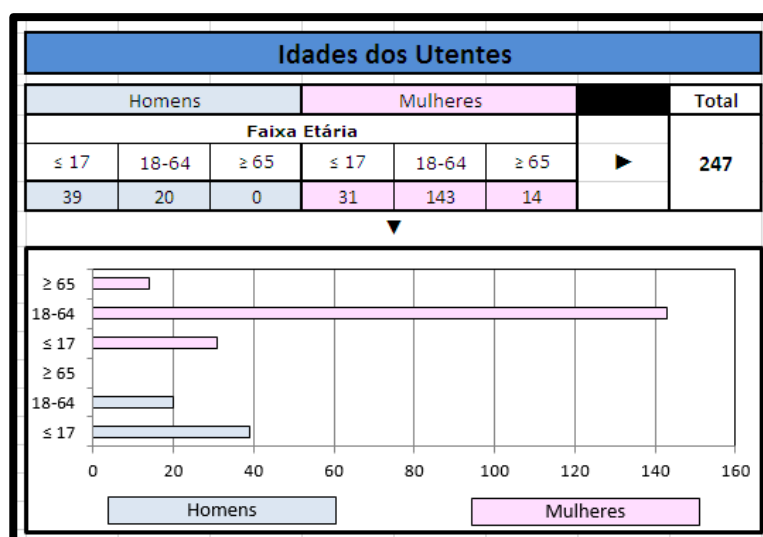 Idades dos Utentes
Homens Mulheres Total
Faixa Etária
≤ 17 18-64 ≥ 65 ≤ 17 18-64 ≥ 65 ► 247
39 20 0 31 143 14
▼
≥ 65
18-64
≤ 17
≥ 65
18-64
≤ 17
0 20 40 60 80 100 120 140 160
Homens Mulheres